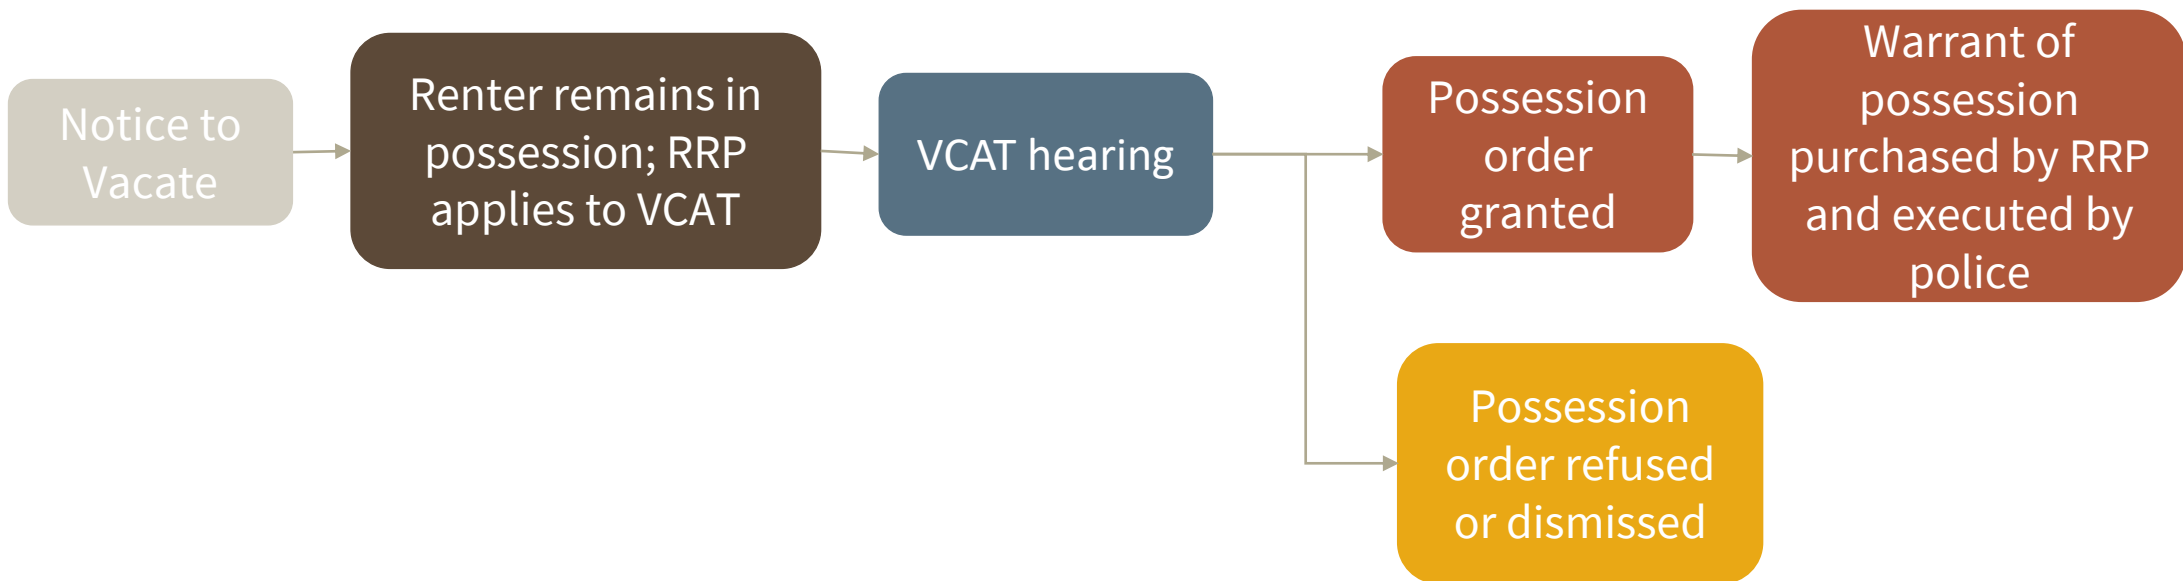 Notice to
Vacate
Renter remains in
possession; RRP
applies to VCAT
VCAT hearing
Possession
order
granted
Warrant of
possession
purchased by RRP
and executed by
police
Possession
order refused
or dismissed